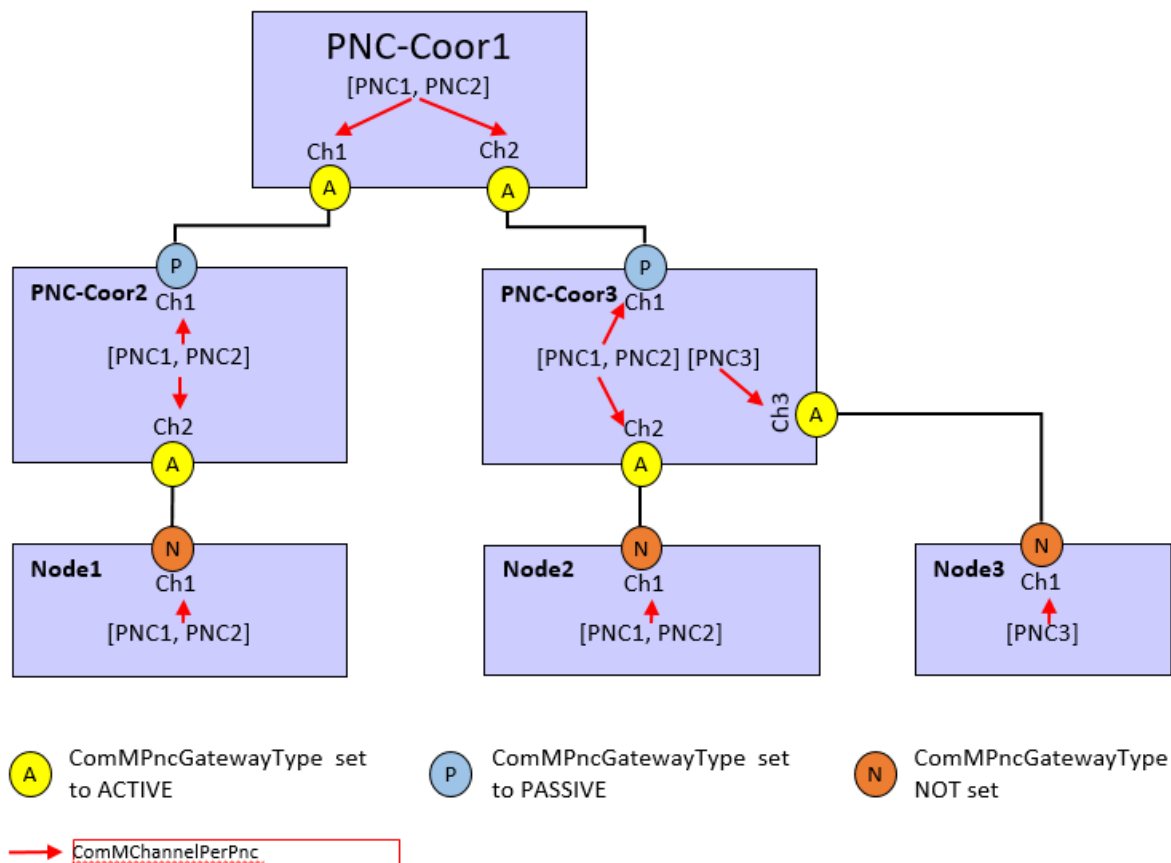 PNC-Coor1
[PNC1, PNC2]
Ch1
Ch2
A
A
P
P
PNC-Coor2
Ch1
PNC-Coor3
Ch1
[PNC1, PNC2]
[PNC1, PNC2] [PNC3]
Ch3
A
Ch2
Ch2
A
A
N
N
N
Node1
Ch1
Node2
Ch1
Node3
Ch1
[PNC1, PNC2]
[PNC1, PNC2]
[PNC3]
A
ComMPncGatewayType set
to ACTIVE
P
ComMPncGatewayType set
to PASSIVE
N
ComMPncGatewayType
NOT set
ComMChannelPerPnc